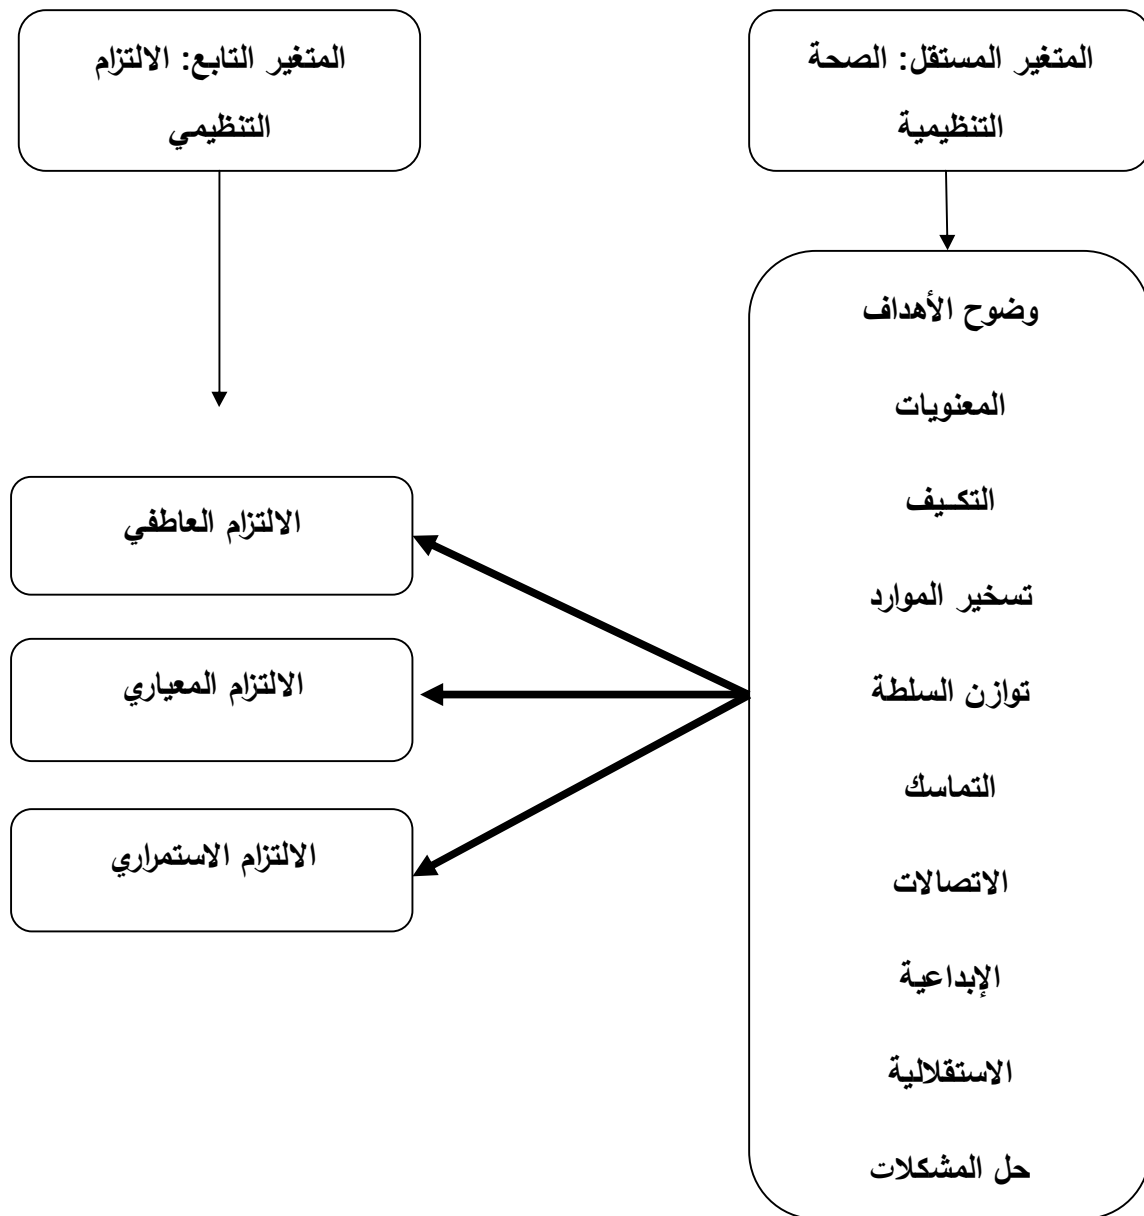 المتغير المستقل: الصحة
التنظيمية
المتغير التابع: الالتزام
التنظيمي
وضوح الأهداف
المعنويات
التكــيف
تسخير الموارد
توازن السلطة
التماسك
الاتصالات
الإبداعية
الاستقلالية
حل المشكلات
الالتزام العاطفي
الالتزام المعياري
الالتزام الاستمراري